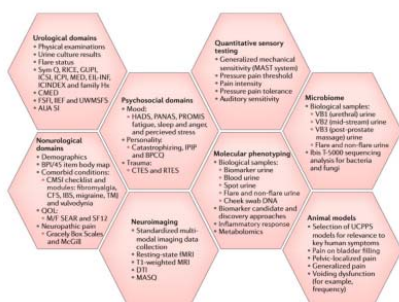 Urological domains
• Physical examinations
• Urine culture results
• Flare status
• Sym Q, RICE, GUPI,
ICSI, ICPI, MED, EIL-INF,
ICINDEX and family Hx
• CMED
• FSFI, IEF and UWMSFS
• AUA SI
Quantitative sensory
testing
• Generalized mechanical
sensitivity (MAST system)
• Pressure pain threshold
• Pain intensity
• Pressure pain tolerance
• Auditory sensitivity
Psychosocial domains
• Mood:
• HADS, PANAS, PROMIS
fatigue, sleep and anger, and
percieved stress
• Personality:
• Catastrophizing, IPIP
and BPCQ
• Trauma:
• CTES and RTES
Microbiome
• Biological samples:
• VB1 (urethral) urine
• VB2 (mid-stream) urine
• VB3 (post-prostate
massage) urine
• Flare and non-flare urine
• Ibis T-5000 sequencing
analysis for bacteria
and fungi
Nonurological
domains
• Demographics
• BPI/45 item body map
• Comorbid conditions:
• CMSI checklist and
modules: fibromyalgia,
CFS, IBS, migraine, TMJ
and vulvodynia
• QOL:
• M/F SEAR and SF12
• Neuropathic pain
• Gracely Box Scales
and McGill
Molecular phenotyping
• Biological samples:
• Biomarker urine
• Blood urine
• Spot urine
• Flare and non-flare urine
• Cheek swab DNA
• Biomarker candidate and
discovery approaches
• Inflammatory response
• Metabolomics
Neuroimaging
• Standardized multi-
modal imaging data
collection
• Resting-state fMRI
• T1-weighted MRI
• DTI
• MASQ
Animal models
• Selection of UCPPS
models for relevance to
key human symptoms
• Pain on bladder filling
• Pelvic-localized pain
• Generalized pain
• Voiding dysfunction
(for example,
frequency)